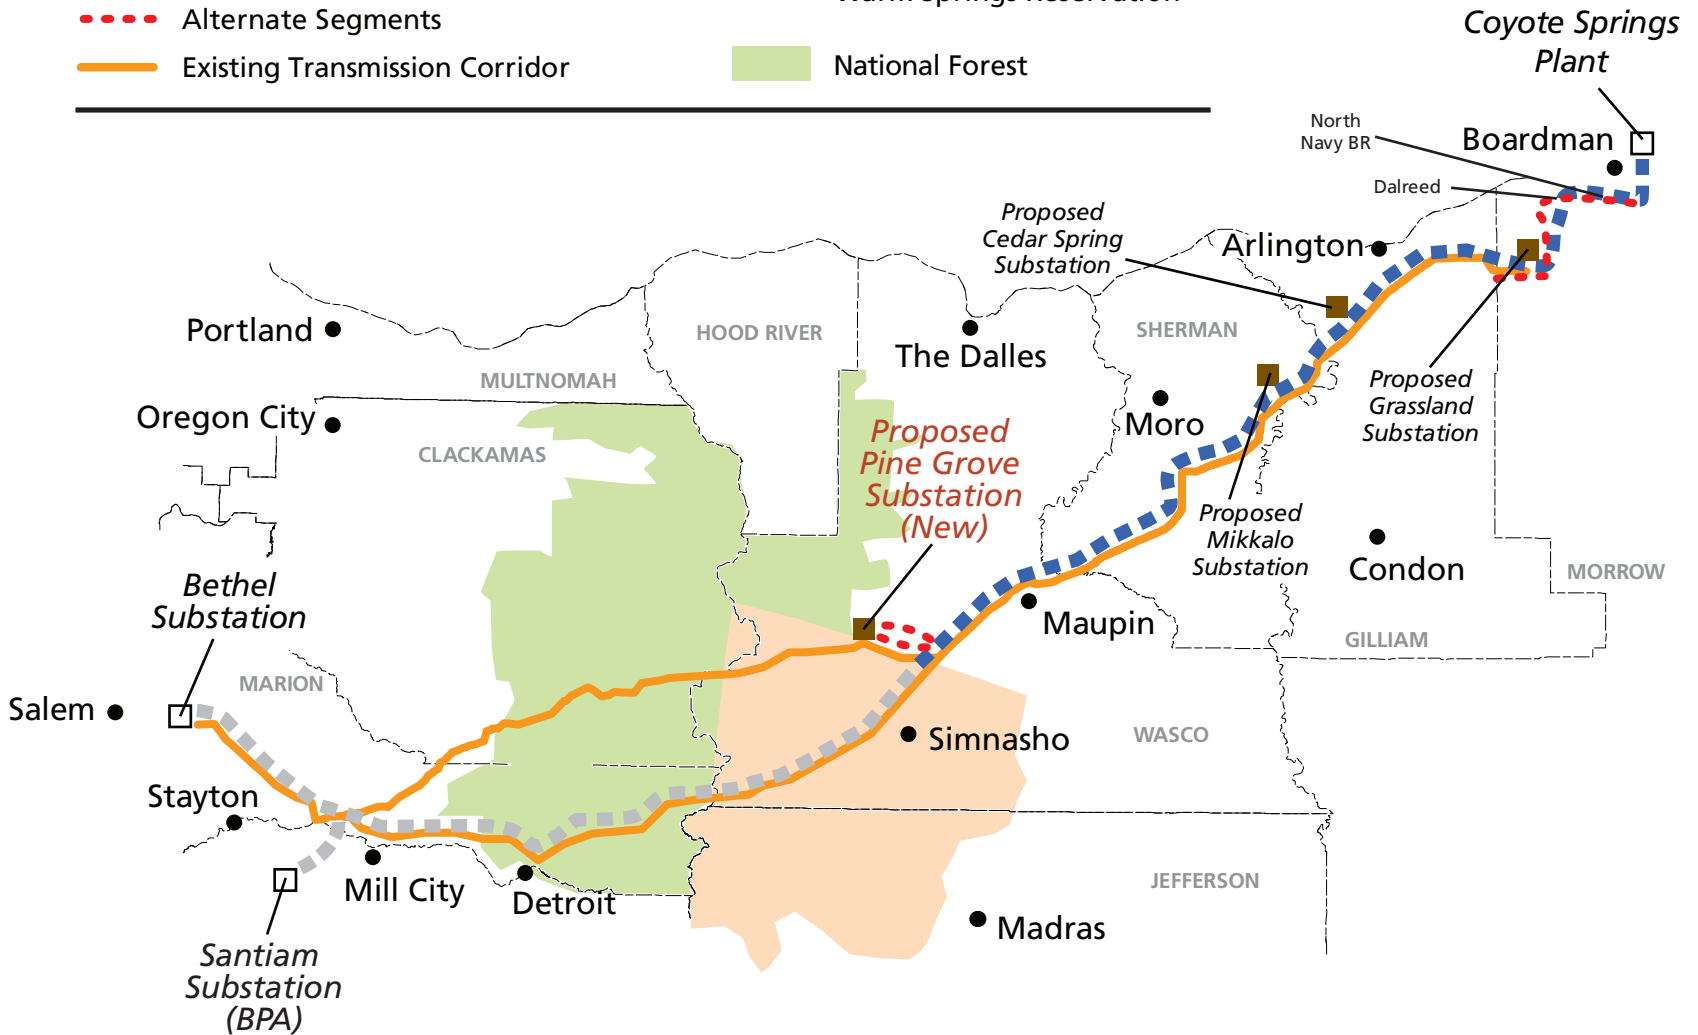 Alternate Segments
Existing Transmission Corridor
Warm Springs Reservation
National Forest
Coyote Springs
Plant
North
Navy BR
Boardman
Dalreed
Proposed
Cedar Spring
Substation
Arlington
Portland
HOOD RIVER
The Dalles
SHERMAN
MULTNOMAH
Proposed
Grassland
Substation
Oregon City
Moro
CLACKAMAS
Proposed
Pine Grove
Substation
(New)
Proposed
Mikkalo
Substation
Condon
MORROW
Bethel
Substation
Maupin
GILLIAM
MARION
Salem
Simnasho
WASCO
Stayton
Mill City
Detroit
JEFFERSON
Madras
Santiam
Substation
(BPA)